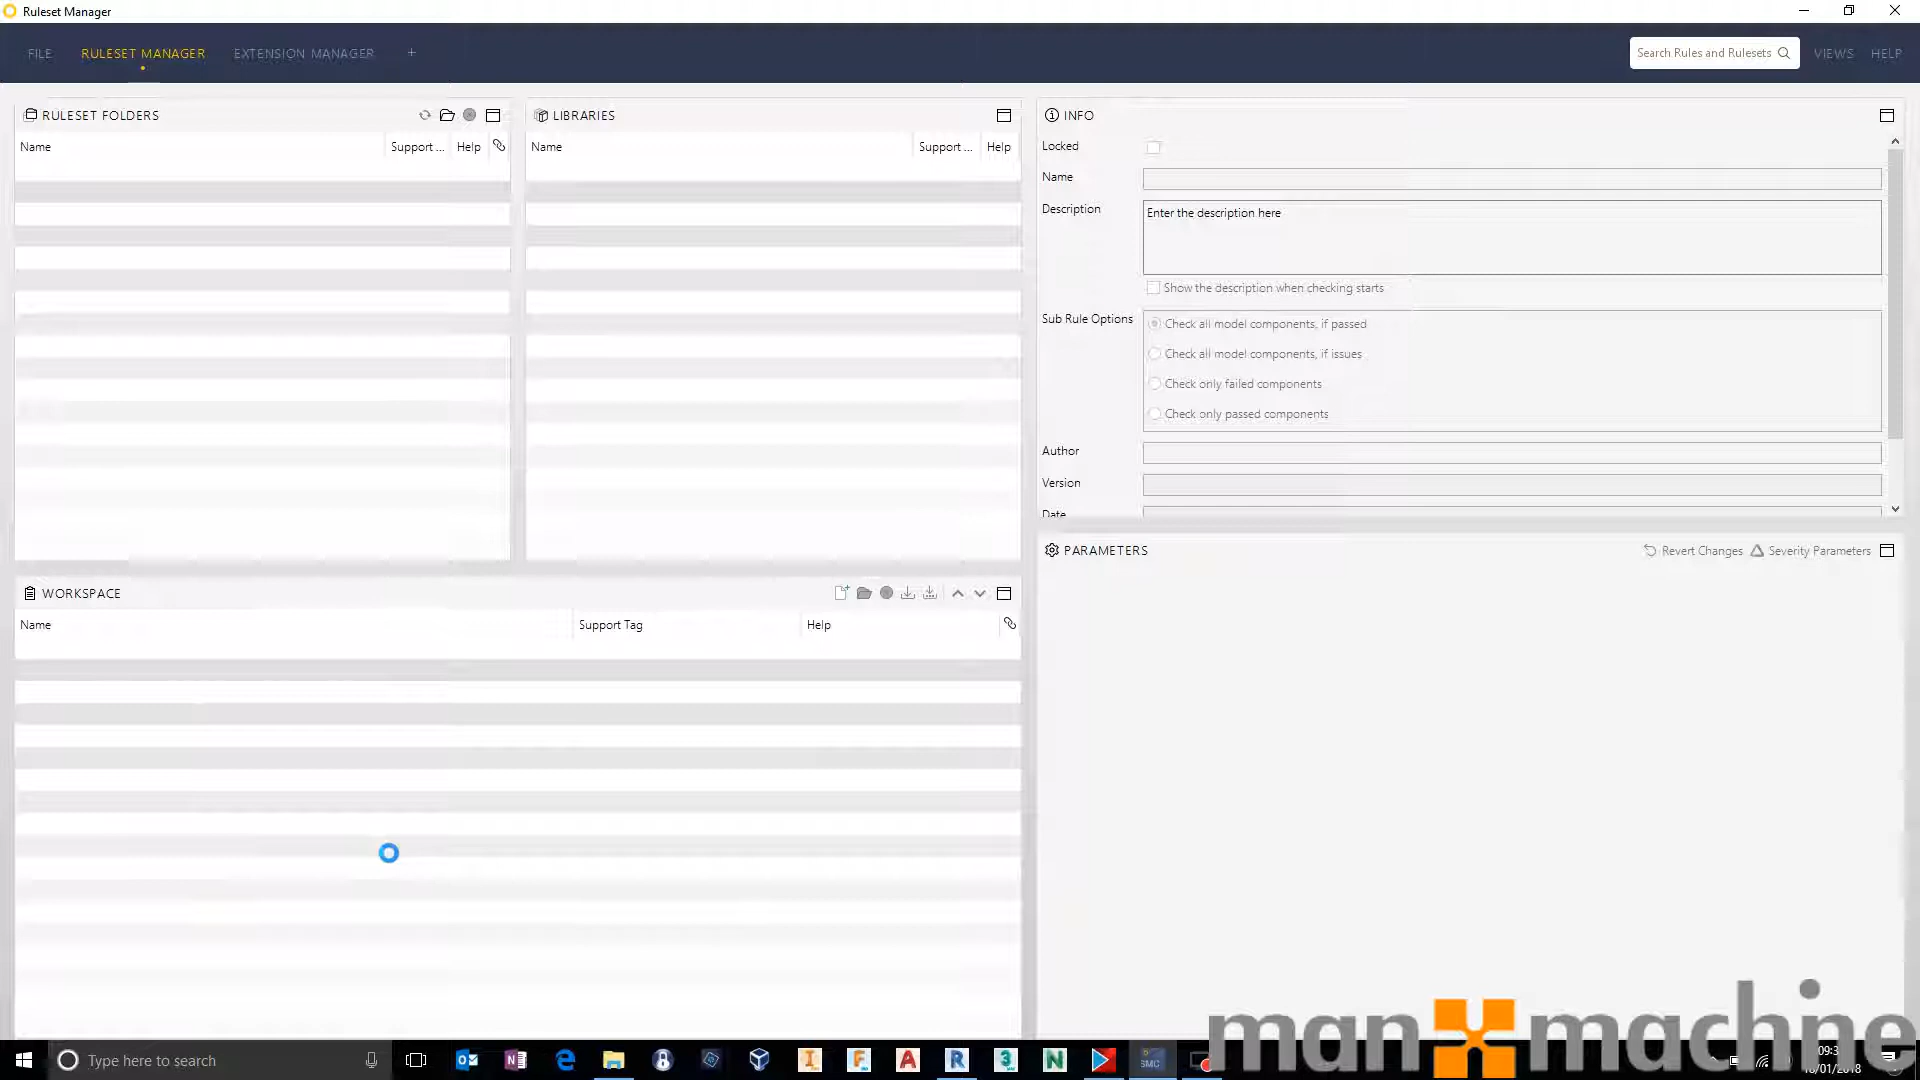 Ruleset Manager
FILE RULESET MANAGER EXTENSION MANAGER + Search Rules and Rulesets VIEWS HELP
RULESET FOLDERS
Name Support ... Help
LIBRARIES
Name Support ... Help
INFO
Locked
Name
Description Enter the description here
Show the description when checking starts
Sub Rule Options Check all model components, if passed
Check all model components, if issues
Check only failed components
Check only passed components
Author
Version
Date
PARAMETERS Revert Changes Severity Parameters
WORKSPACE
Name Support Tag Help
man machine
Type here to search
SMC
09:3
/01/2018